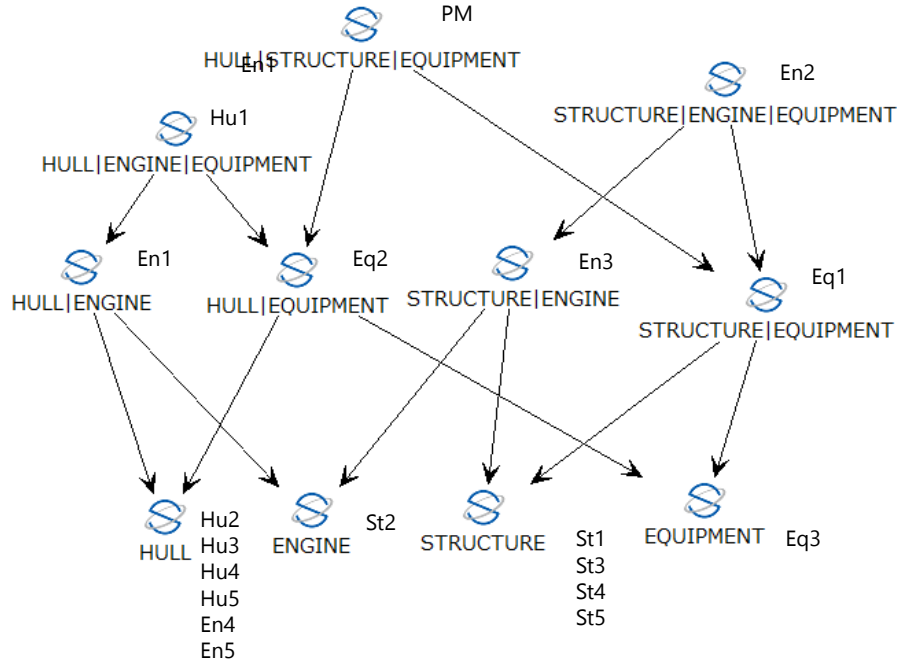 PM
HULL|STRUCTURE|EQUIPMENT
En1
En2
STRUCTURE|ENGINE|EQUIPMENT
Hu1
HULL|ENGINE|EQUIPMENT
En1
HULL|ENGINE
Eq2
HULL|EQUIPMENT
En3
STRUCTURE|ENGINE
Eq1
STRUCTURE|EQUIPMENT
HULL
Hu2
Hu3
Hu4
Hu5
En4
En5
ENGINE
St2
STRUCTURE
St1
St3
St4
St5
EQUIPMENT
Eq3